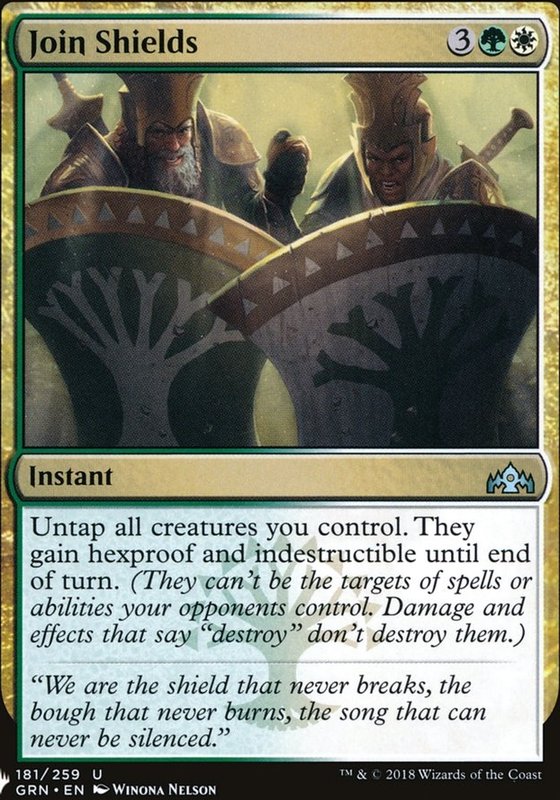 Join Shields 3
Instant
Untap all creatures you control. They
gain hexproof and indestructible until end
of turn. (They can't be the targets of spells or
abilities your opponents control. Damage and
effects that say "destroy" don't destroy them.)
"We are the shield that never breaks, the
bough that never burns, the song that can
never be silenced."
181/259 U
GRN • EN Winona Nelson
™ & © 2018 Wizards of the Coast